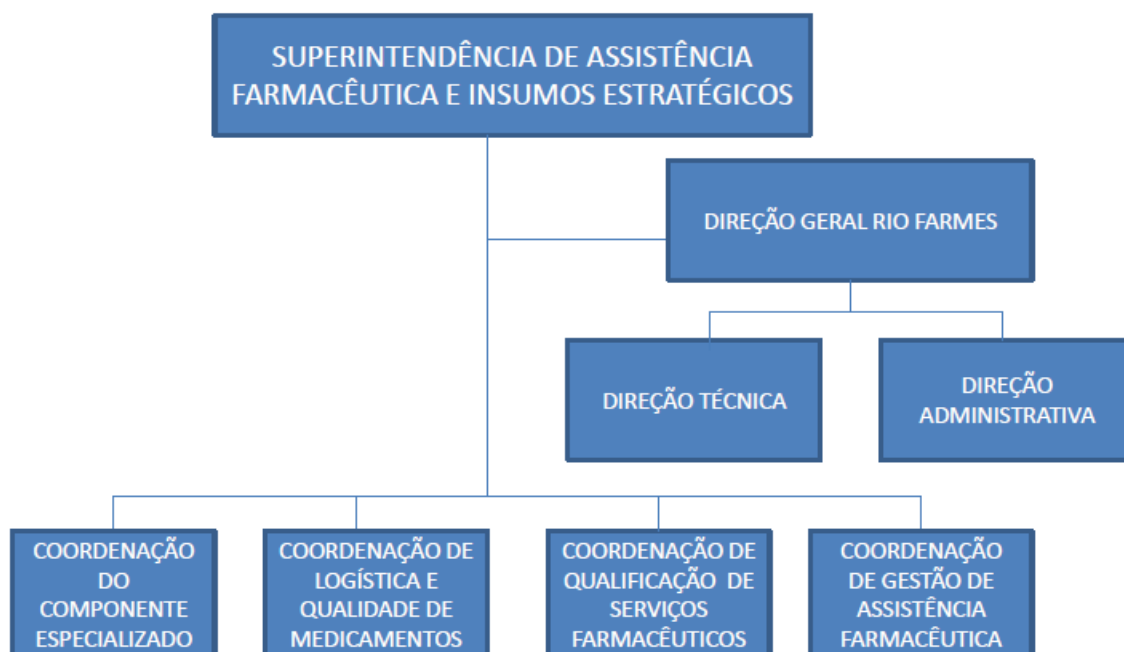 SUPERINTENDÊNCIA DE ASSISTÊNCIA
FARMACÊUTICA E INSUMOS ESTRATÉGICOS
DIREÇÃO GERAL RIO FARMES
DIREÇÃO TÉCNICA
DIREÇÃO
ADMINISTRATIVA
COORDENAÇÃO
DO
COMPONENTE
ESPECIALIZADO
COORDENAÇÃO DE
LOGÍSTICA E
QUALIDADE DE
MEDICAMENTOS
COORDENAÇÃO DE
QUALIFICAÇÃO DE
SERVIÇOS
FARMACÊUTICOS
COORDENAÇÃO
DE GESTÃO DE
ASSISTÊNCIA
FARMACÊUTICA